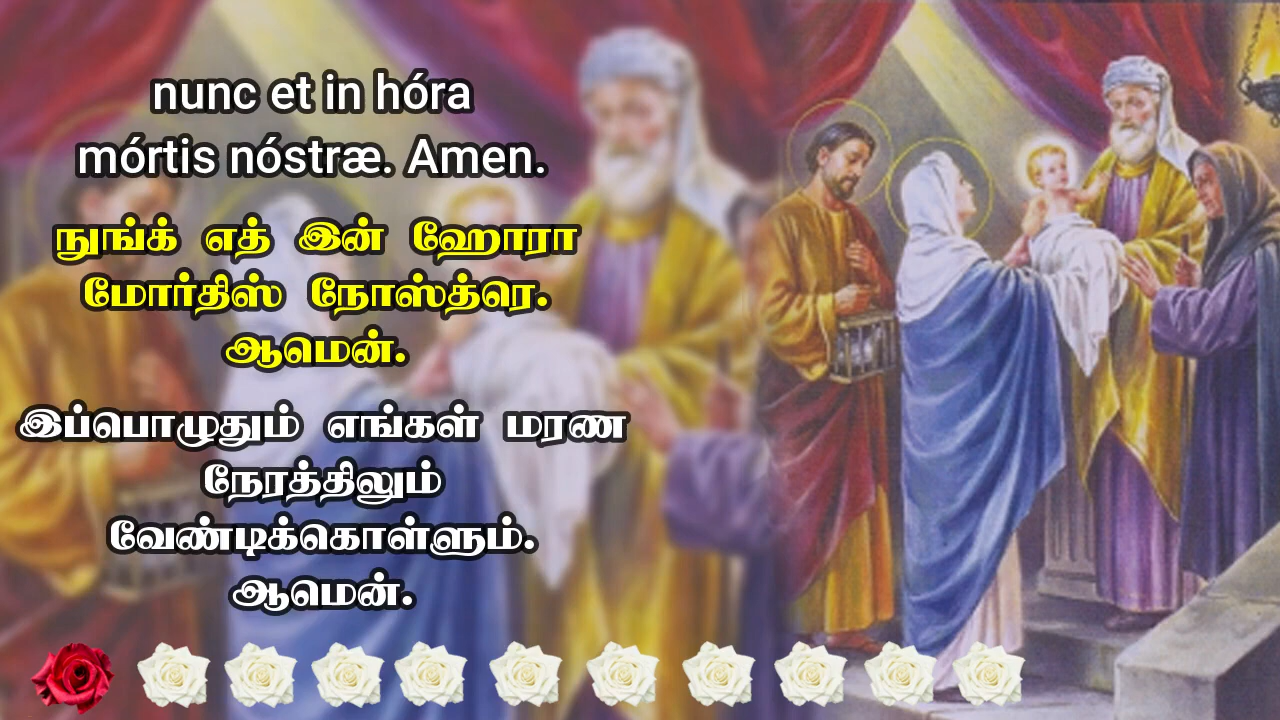 nunc et in hóra
mórtis nóstræ. Amen.
நுங்க் எத் இன் ஹோரா
மோர்திஸ் நோஸ்த்ரெ.
ஆமென்.
இப்பொழுதும் எங்கள் மரண
நேரத்திலும்
வேண்டிக்கொள்ளும்.
ஆமென்.